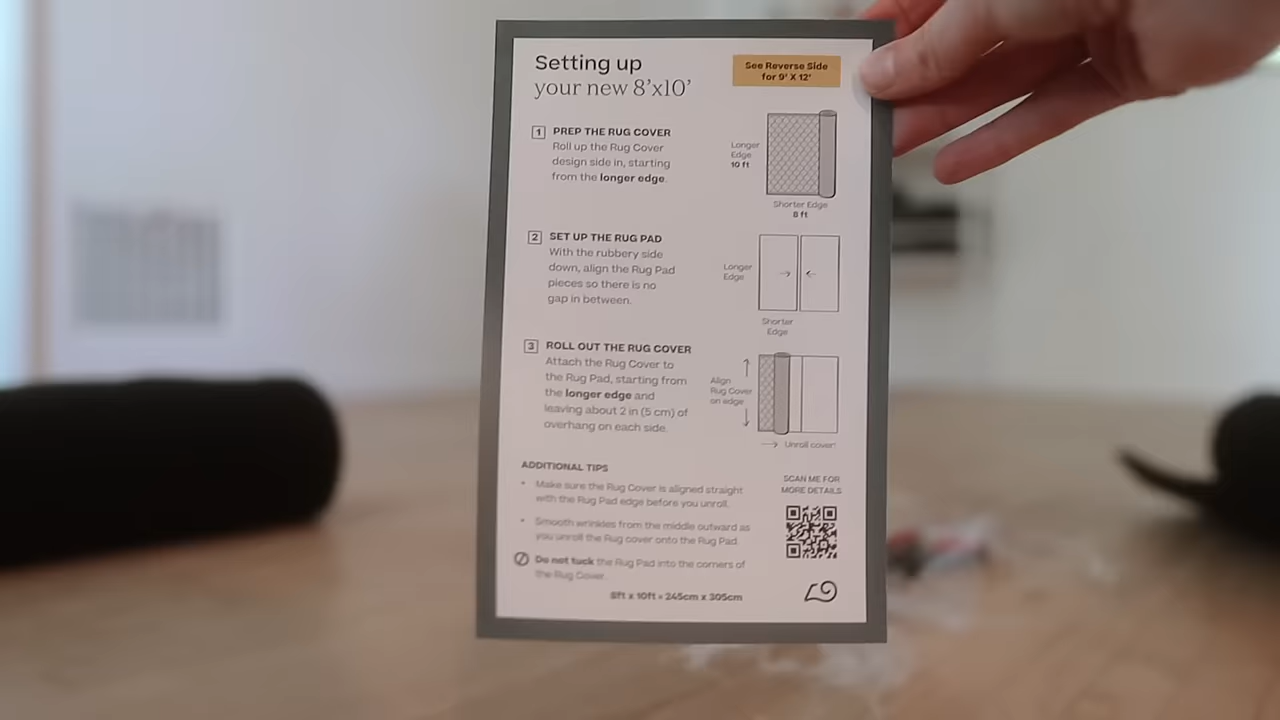 Setting up
your new 8'x10'
See Reverse Side
for 9' X 12'
1 PREP THE RUG COVER
Roll up the Rug Cover
design side in, starting
from the longer edge.
Longer
Edge
10 ft
Shorter Edge
8 ft
2 SET UP THE RUG PAD
With the rubbery side
down, align the Rug Pad
pieces so there is no
gap in between.
Longer
Edge
Shorter
Edge
3 ROLL OUT THE RUG COVER
Attach the Rug Cover to
the Rug Pad, starting from
the longer edge and
leaving about 2 in (5 cm) of
overhang on each side.
Align
Rug Cover
on edge
Unroll cover
ADDITIONAL TIPS
• Make sure the Rug Cover is aligned straight
with the Rug Pad edge before you unroll.
• Smooth wrinkles from the middle outward as
you unroll the Rug cover onto the Rug Pad.
Do not tuck the Rug Pad into the corners of
the Rug Cover.
SCAN ME FOR
MORE DETAILS
8ft x 10ft = 245cm x 305cm